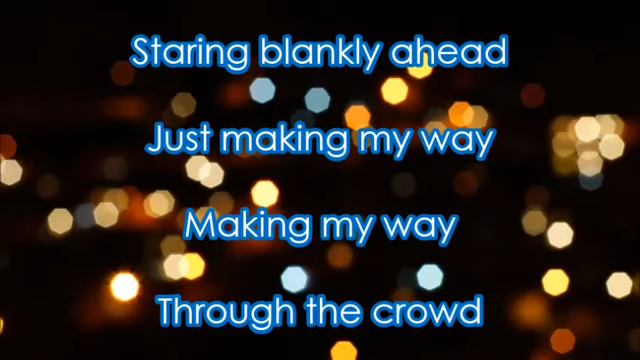 Staring blankly ahead
Just making my way
Making my way
Through the crowd